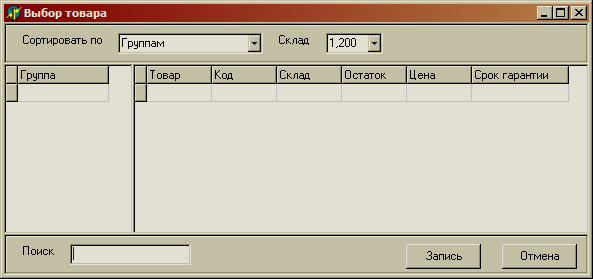 Выбор товара
Сортировать по Группам Склад 1,200
Группа Товар Код Склад Остаток Цена Срок гарантии
Поиск Запись Отмена